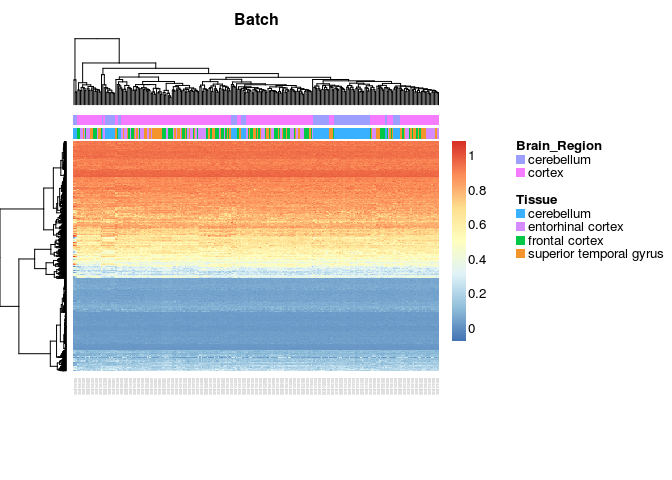 Batch
1
0.8
0.6
0.4
0.2
0
Brain_Region
cerebellum
cortex
Tissue
cerebellum
entorhinal cortex
frontal cortex
superior temporal gyrus